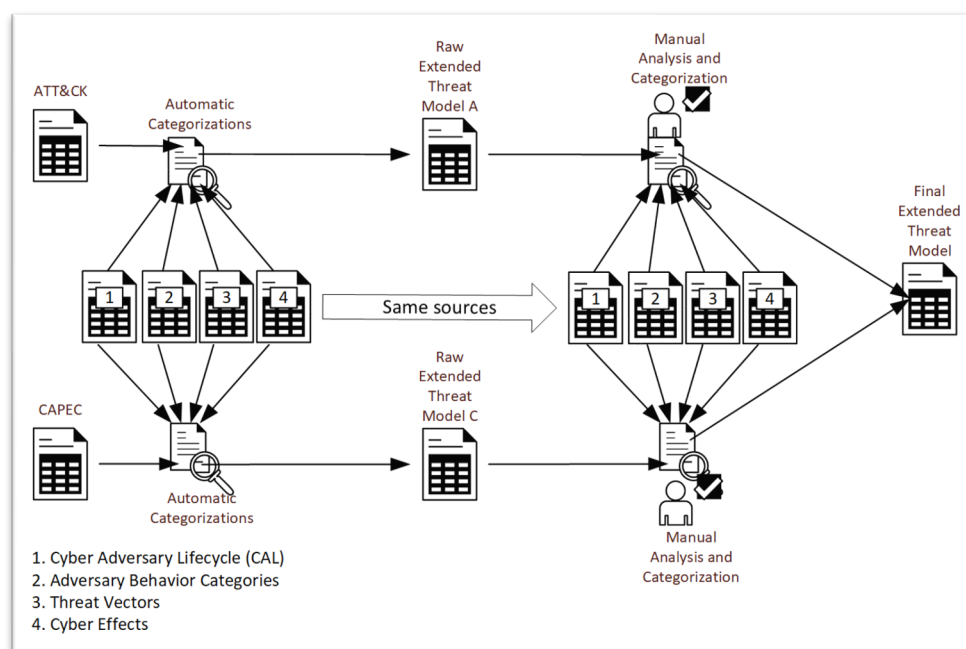 ATT&CK
Automatic
Categorizations
Raw
Extended
Threat
Model A
Manual
Analysis and
Categorization
Final
Extended
Threat
Model
1
2
3
4
Same sources
1
2
3
4
CAPEC
Automatic
Categorizations
Raw
Extended
Threat
Model C
Manual
Analysis and
Categorization
1. Cyber Adversary Lifecycle (CAL)
2. Adversary Behavior Categories
3. Threat Vectors
4. Cyber Effects